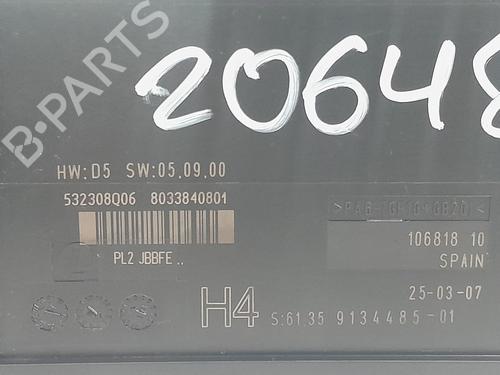 20648
B-PARTS
HW:D5 SW:05.09.00
532308Q06 8033840801
PL2 JBBFE ..
106818 10
SPAIN
25-03-07
H4 S:61.35 9134485-01